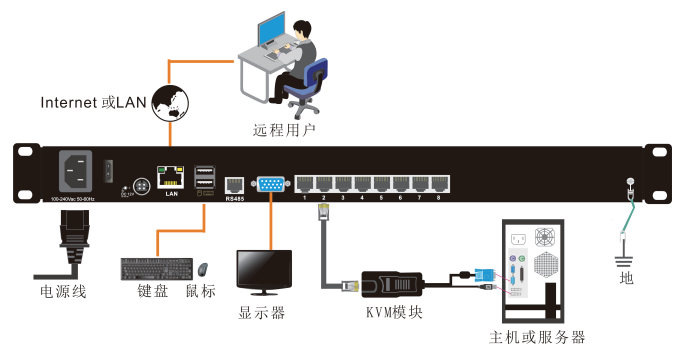 远程用户
Internet 或LAN
100-240Vac 50-60Hz
DC_12V
LAN
RS485
1 2 3 4 5 6 7 8
电源线
键盘
鼠标
显示器
KVM模块
主机或服务器
地